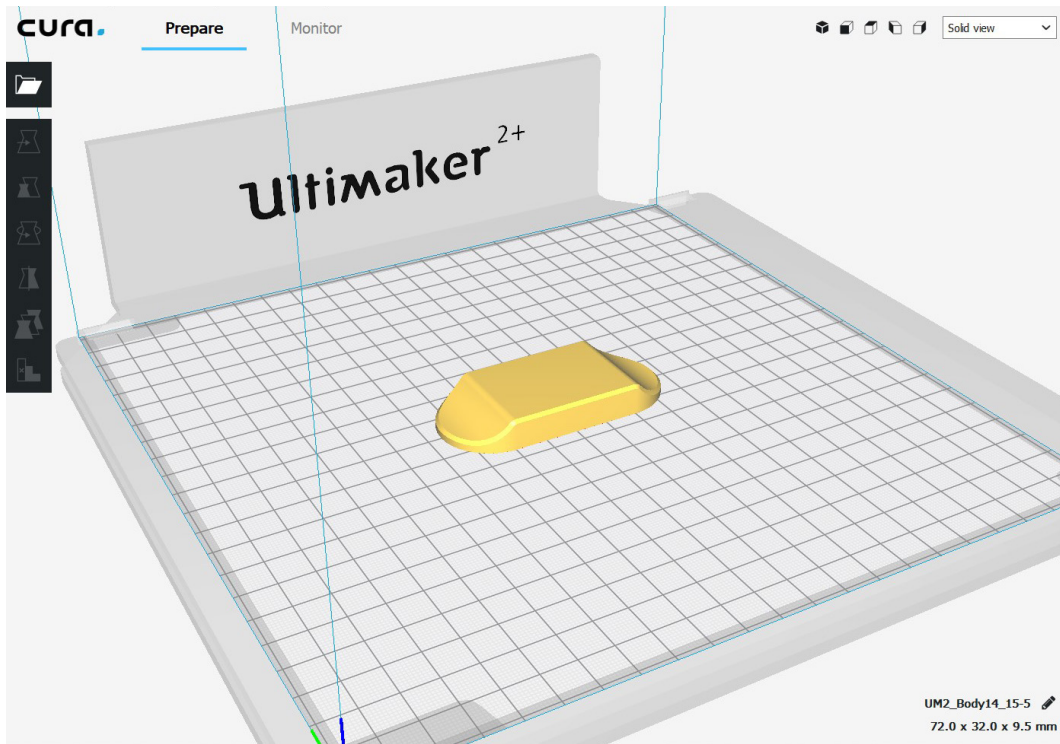 cura.
Prepare
Monitor
Solid view
Ultimaker 2+
UM2_Body14_15-5
72.0 x 32.0 x 9.5 mm